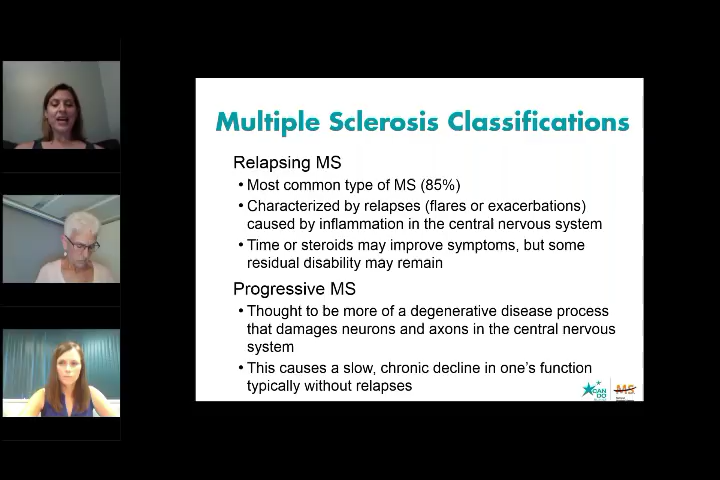 Multiple Sclerosis Classifications
Relapsing MS
• Most common type of MS (85%)
• Characterized by relapses (flares or exacerbations)
caused by inflammation in the central nervous system
• Time or steroids may improve symptoms, but some
residual disability may remain
Progressive MS
• Thought to be more of a degenerative disease process
that damages neurons and axons in the central nervous
system
• This causes a slow, chronic decline in one's function
typically without relapses
CAN DO
MS